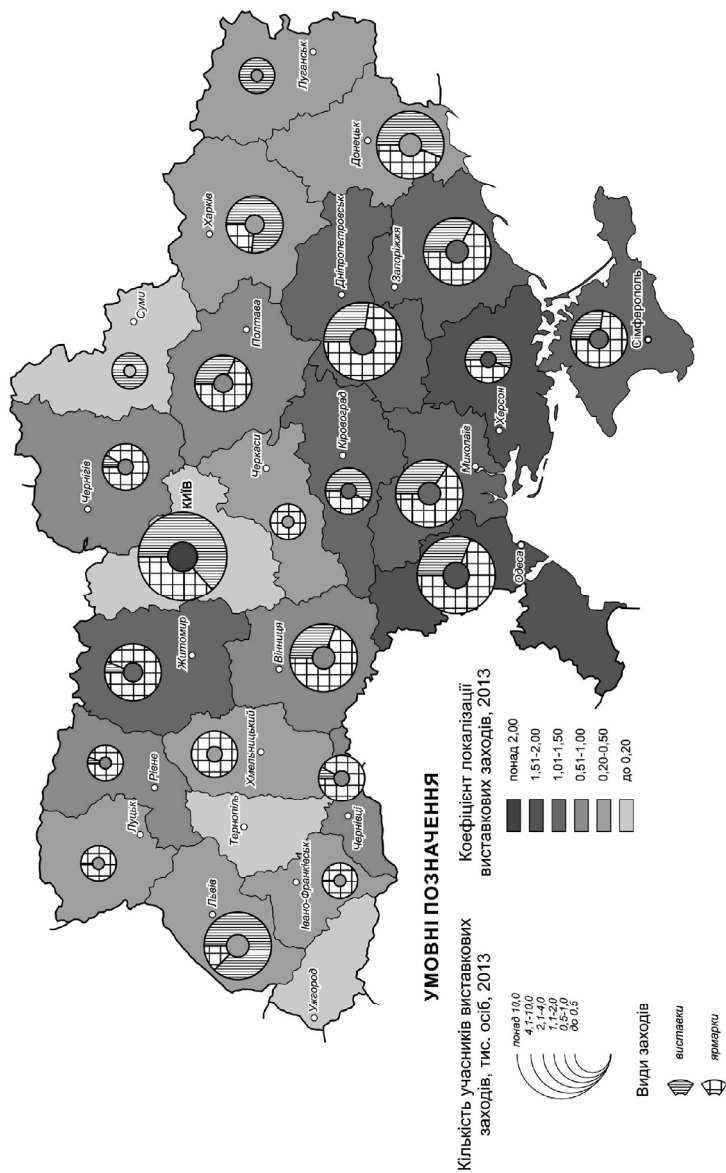 Луганськ
Донецьк
Харків
Дніпропетровськ
Запоріжжя
Суми
Полтава
Сімферополь
Чернігів
КИЇВ
Черкаси
Кіровоград
Херсон
Миколаїв
Одеса
Житомир
Вінниця
Рівне
Хмельницький
Луцьк
Тернопіль
Чернівці
Львів
Івано-Франківськ
Ужгород
УМОВНІ ПОЗНАЧЕННЯ
Кількість учасників виставкових
заходів, тис. осіб, 2013
понад 10,0
4,1-10,0
2,1-4,0
1,1-2,0
0,5-1,0
до 0,5
Види заходів
виставки
ярмарки
Коефіцієнт локалізації
виставкових заходів, 2013
понад 2,00
1,51-2,00
1,01-1,50
0,51-1,00
0,20-0,50
до 0,20